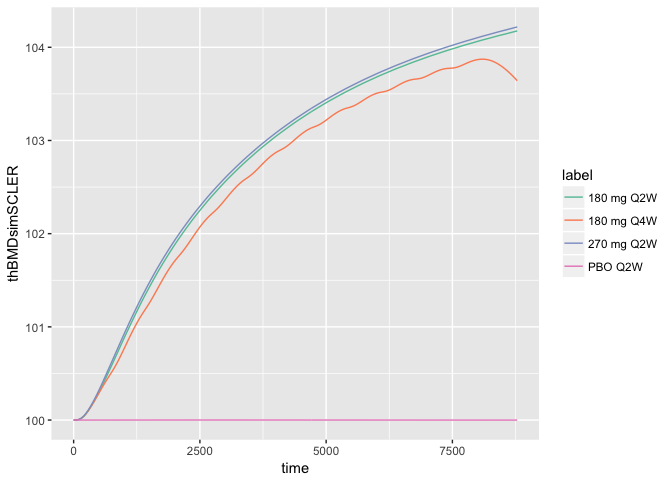 104
103
102
101
100
thBMDsimSCLER
0 2500 5000 7500
time
label
180 mg Q2W
180 mg Q4W
270 mg Q2W
PBO Q2W